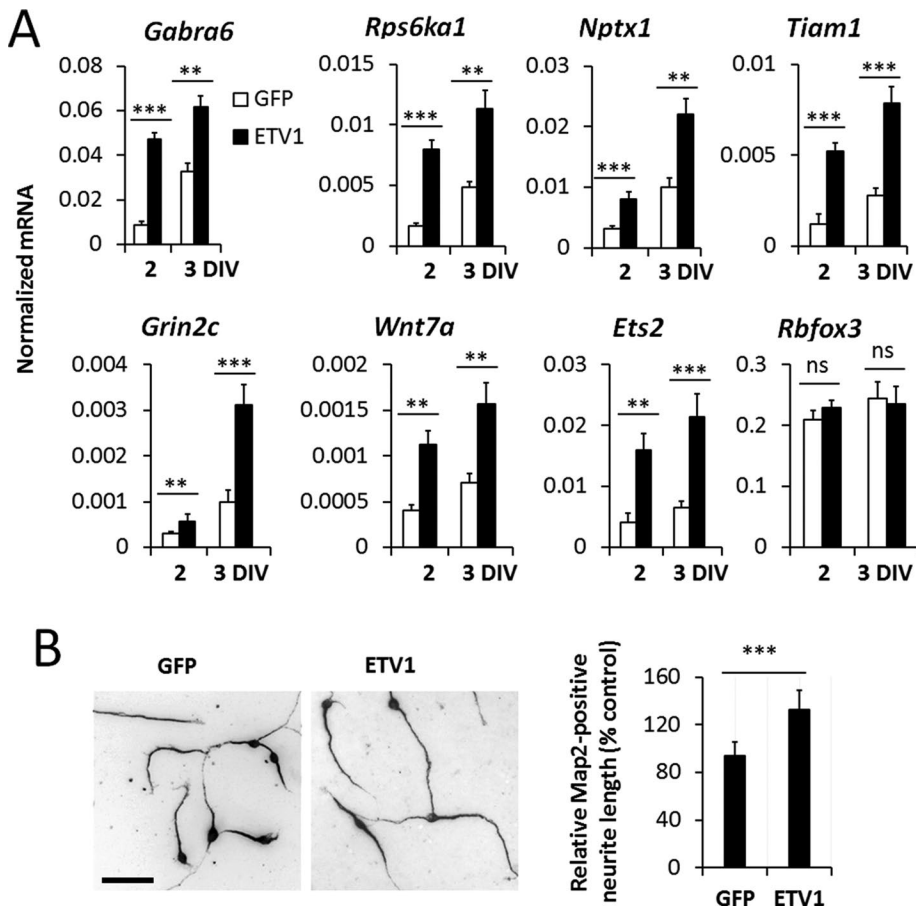 A
Gabra6
Rps6ka1
Nptx1
Tiam1
Normalized mRNA
0.08
0.06
0.04
0.02
0
***
**
GFP
ETV1
2
3 DIV
0.015
0.01
0.005
0
***
**
2
3 DIV
0.03
0.02
0.01
0
***
**
2
3 DIV
0.01
0.005
0
***
***
2
3 DIV
Grin2c
Wnt7a
Ets2
Rbfox3
0.004
0.003
0.002
0.001
0
**
***
2
3 DIV
0.002
0.0015
0.001
0.0005
0
**
**
2
3 DIV
0.03
0.02
0.01
0
**
***
2
3 DIV
0.3
0.2
0.1
0
ns
ns
2
3 DIV
B
GFP
ETV1
Relative Map2-positive
neurite length (% control)
***
160
120
80
40
0
GFP
ETV1